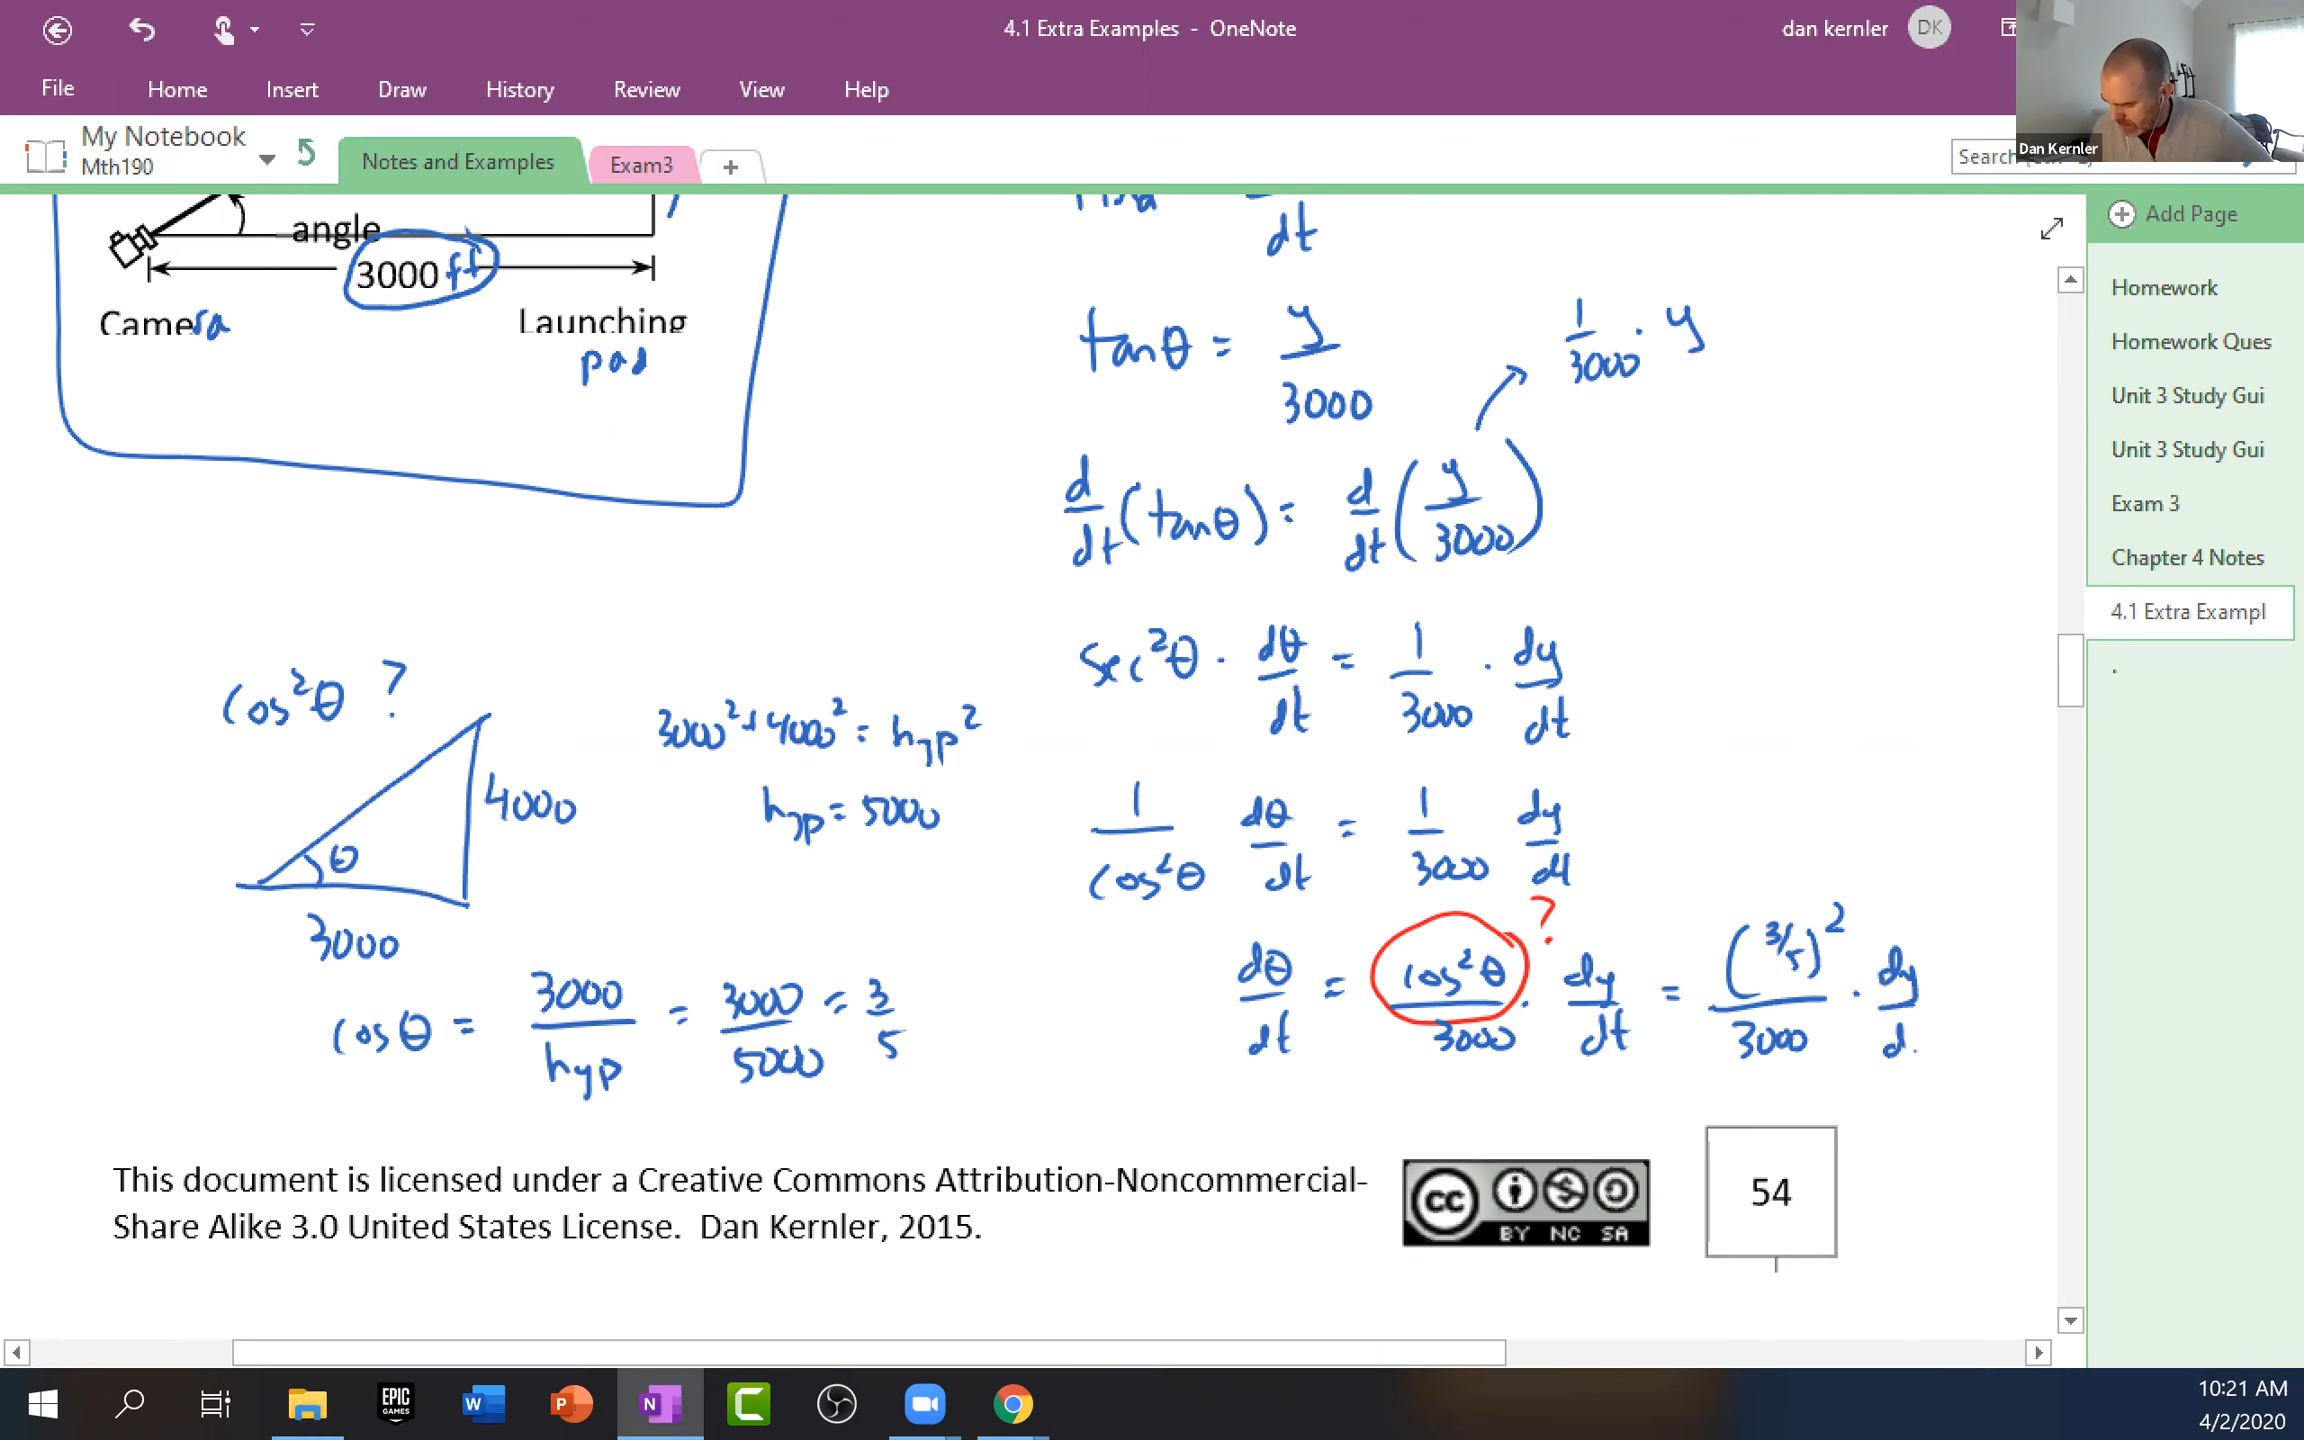 4.1 Extra Examples - OneNote
dan kernler
DK
File Home Insert Draw History Review View Help
My Notebook
Mth190
Notes and Examples
Exam3
+
Search
Dan Kernler
Add Page
Homework
Homework Ques
Unit 3 Study Gui
Unit 3 Study Gui
Exam 3
Chapter 4 Notes
4.1 Extra Exampl
angle
3000 ft
Camera
Launching
pad
dt
tanθ = y/3000
1/3000 · y
d/dt (tanθ) = d/dt (y/3000)
sec²θ · dθ/dt = 1/3000 · dy/dt
1/cos²θ dθ/dt = 1/3000 dy/dt
dθ/dt = cos²θ/3000 · dy/dt = (3/5)²/3000 · dy/d
?
cos²θ ?
4000
θ
3000
3000² + 4000² = hyp²
hyp = 5000
cosθ = 3000/hyp = 3000/5000 = 3/5
This document is licensed under a Creative Commons Attribution-Noncommercial-
Share Alike 3.0 United States License. Dan Kernler, 2015.
cc
BY NC SA
54
EPIC
GAMES
W
P
N
10:21 AM
4/2/2020